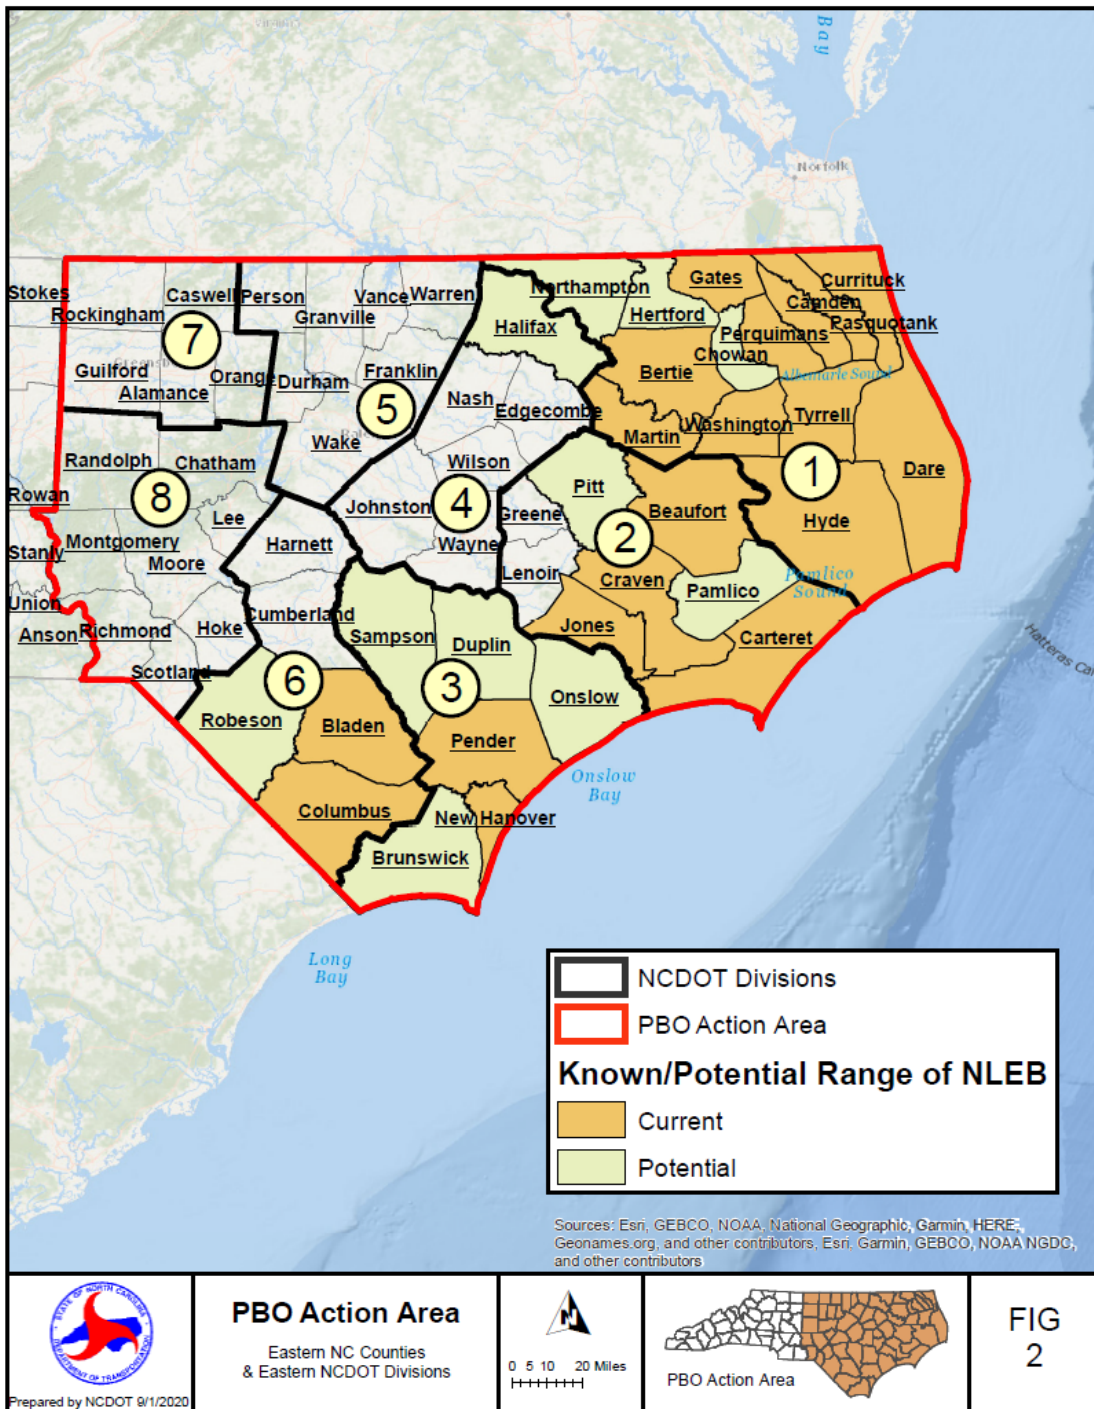 Bay
Norfolk
Stokes
Rockingham
Caswell
Person
Granville
Vance
Warren
Northampton
Gates
Currituck
Camden
Pasquotank
Perquimans
Hertford
Chowan
Halifax
7
Guilford
Alamance
Orange
Durham
Franklin
5
Wake
Nash
Edgecombe
Bertie
Albemarle Sound
Martin
Washington
Tyrrell
Dare
1
Hyde
Randolph
Chatham
Rowan
8
Lee
Stanly
Montgomery
Moore
Harnett
Johnston
Wilson
4
Wayne
Greene
Lenoir
Pitt
2
Beaufort
Craven
Pamlico
Pamlico
Sound
Jones
Carteret
Union
Anson
Richmond
Hoke
Scotland
Cumberland
Sampson
Duplin
6
3
Onslow
Robeson
Bladen
Pender
Columbus
New Hanover
Brunswick
Onslow
Bay
Long
Bay
NCDOT Divisions
PBO Action Area
Known/Potential Range of NLEB
Current
Potential
Sources: Esri, GEBCO, NOAA, National Geographic, Garmin, HERE,
Geonames.org, and other contributors, Esri, Garmin, GEBCO, NOAA NGDC,
and other contributors
STATE OF NORTH CAROLINA
DEPARTMENT OF TRANSPORTATION
Prepared by NCDOT 9/1/2020
PBO Action Area
Eastern NC Counties
& Eastern NCDOT Divisions
N
0 5 10 20 Miles
PBO Action Area
FIG
2